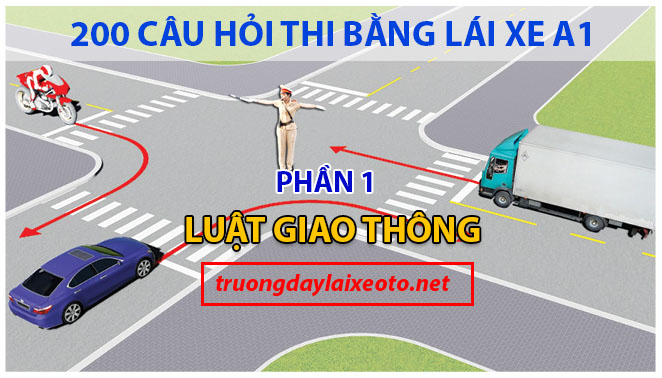 200 CÂU HỎI THI BẰNG LÁI XE A1
PHẦN 1
LUẬT GIAO THÔNG
truongdaylaixeoto.net